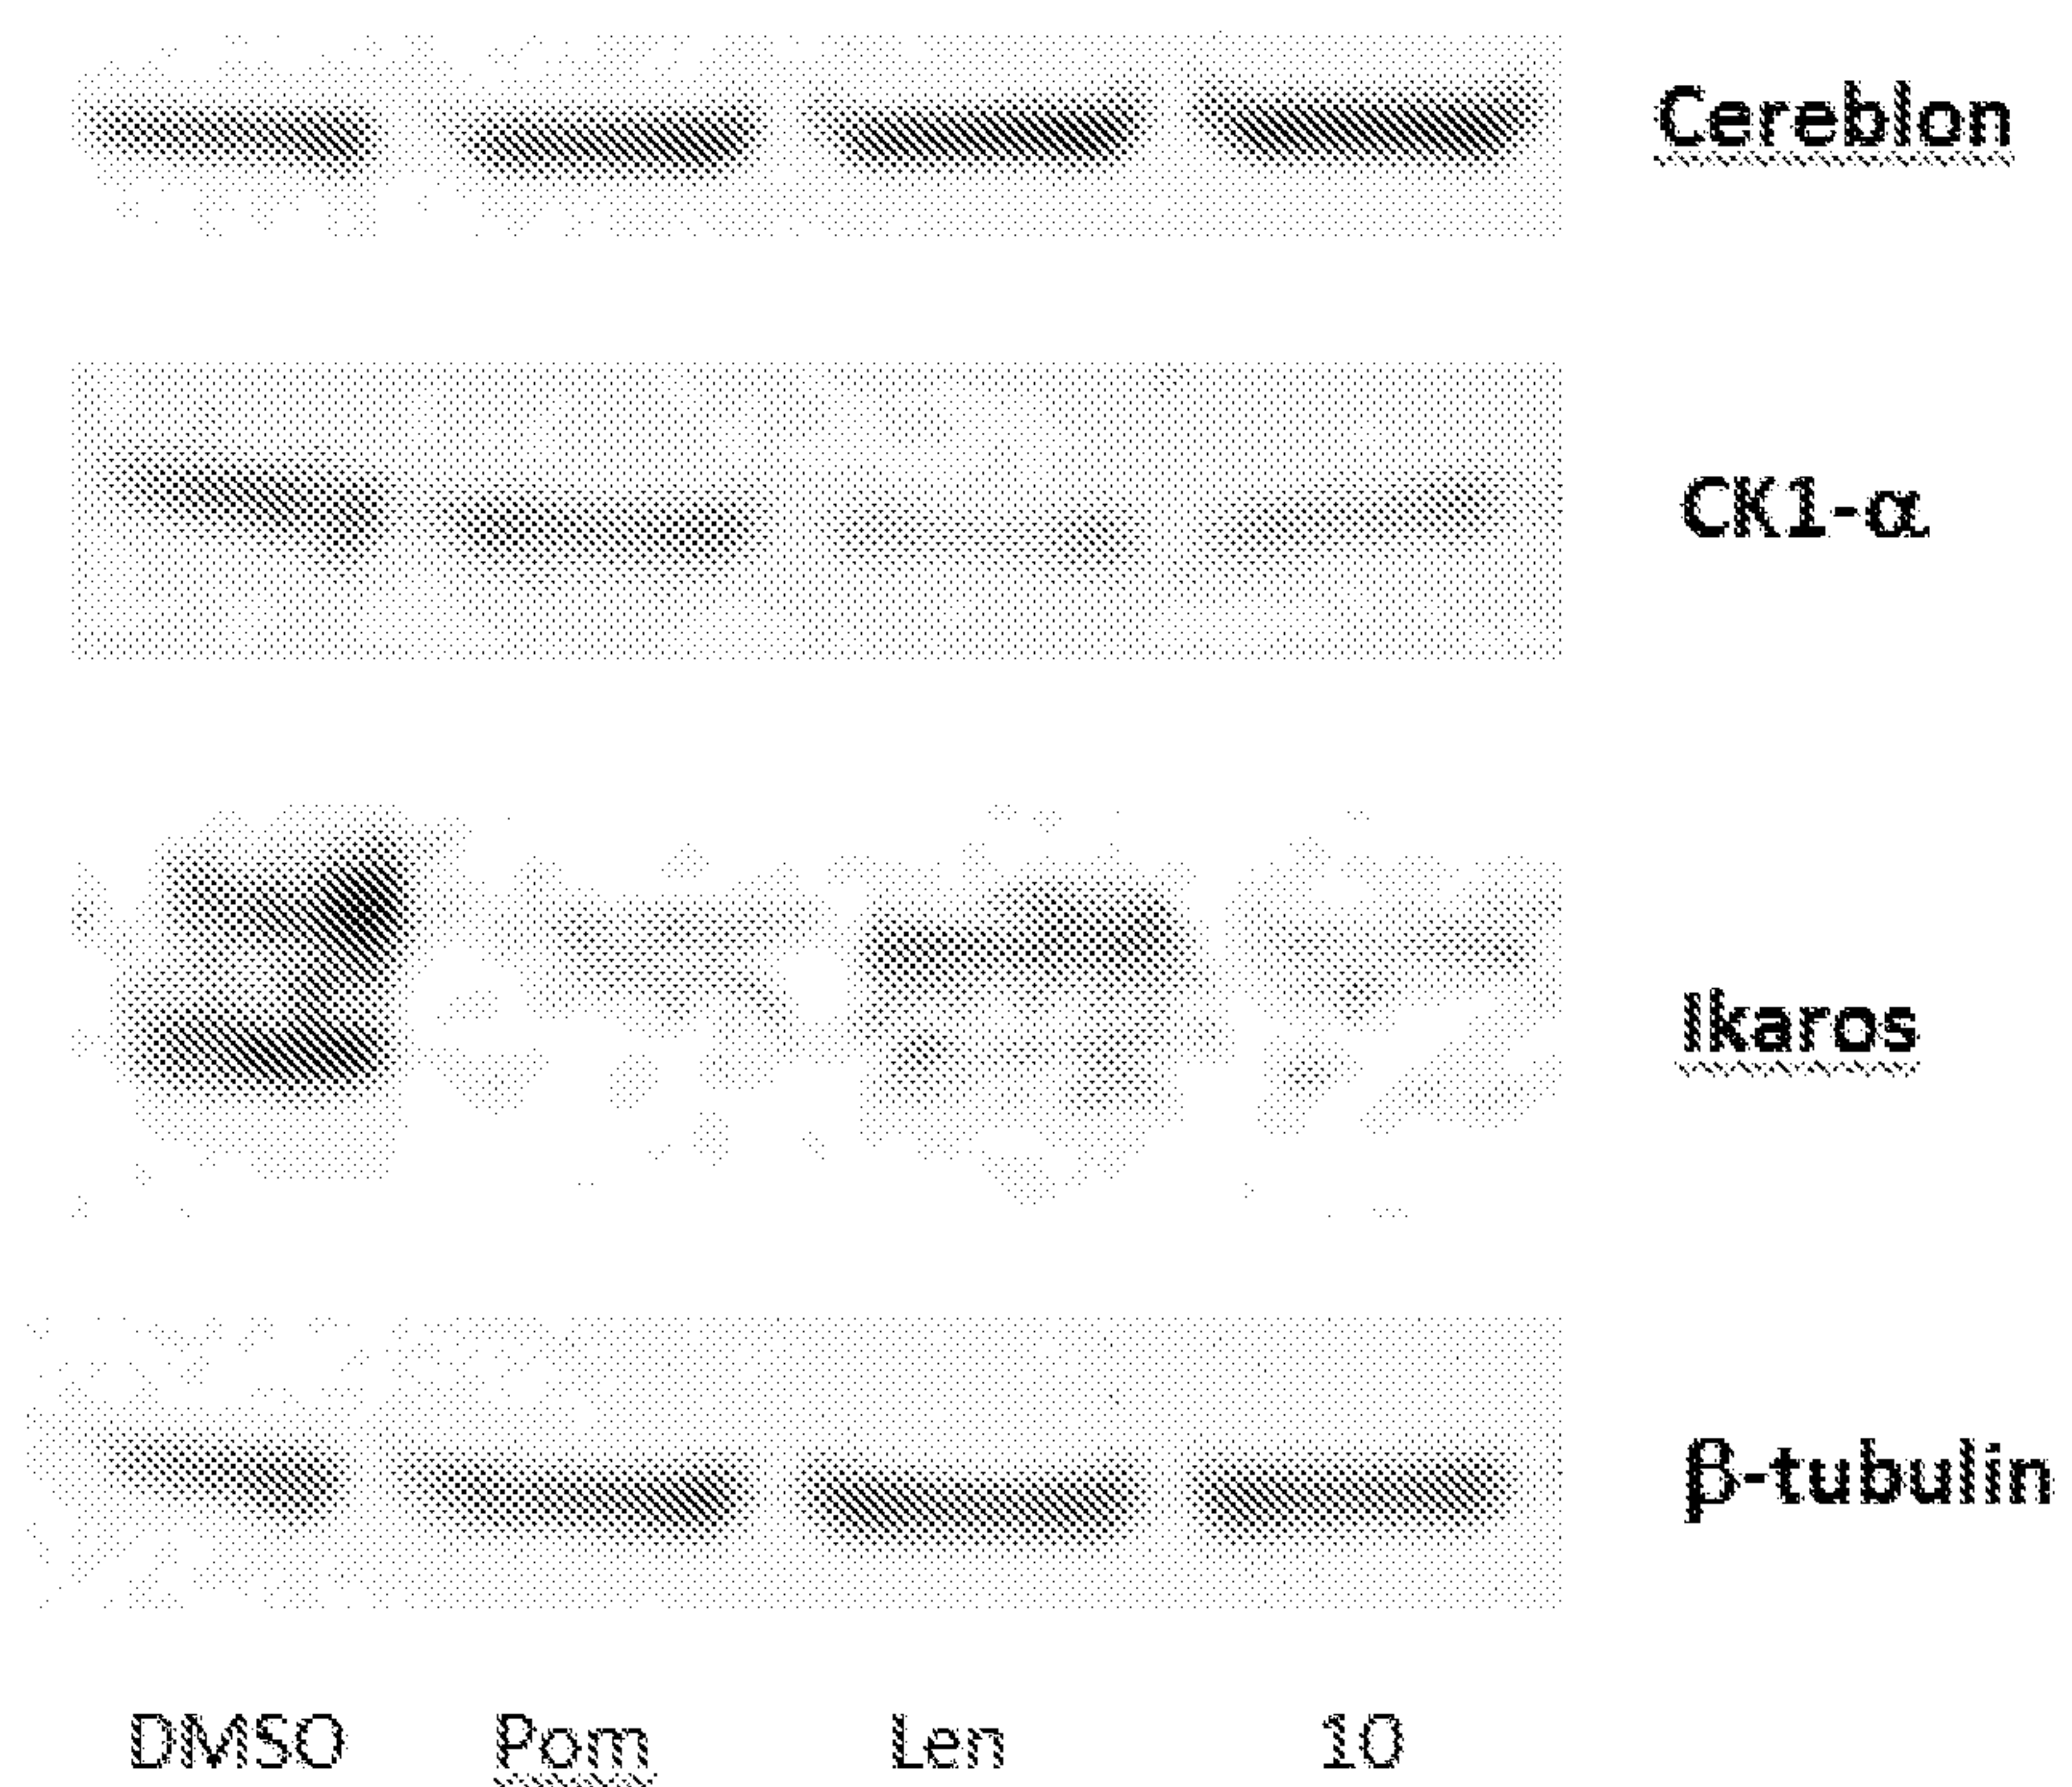 Cereblon
CK1-α
Ikaros
β-tubulin
DMSO Pom Len 10